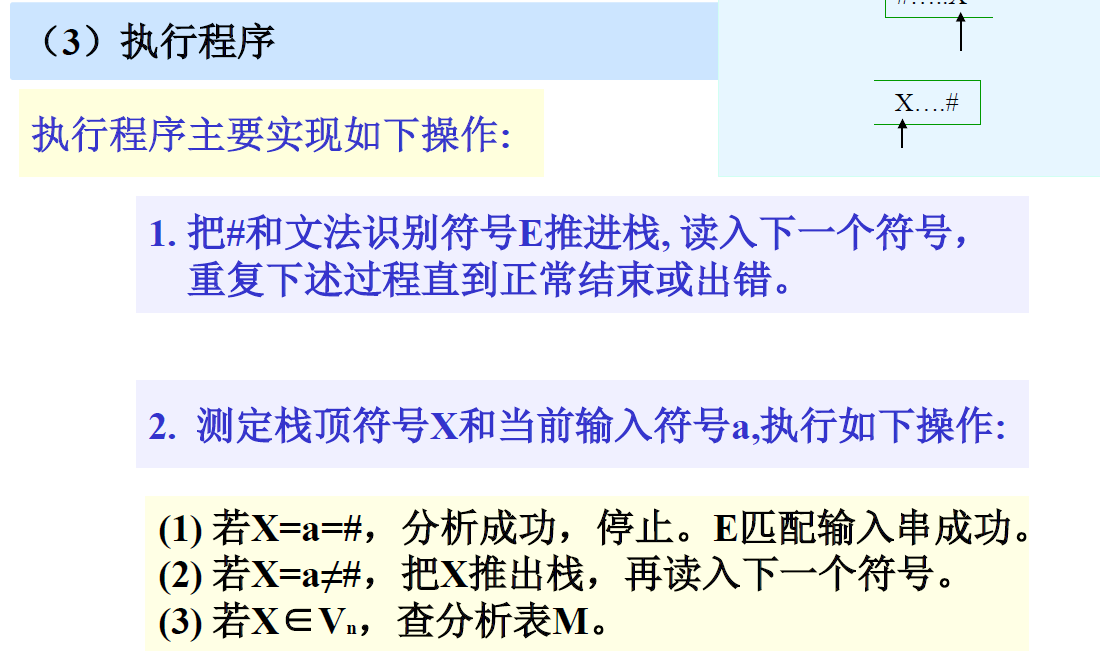 （3）执行程序
#…..X
X….#
执行程序主要实现如下操作:
1. 把#和文法识别符号E推进栈, 读入下一个符号，
重复下述过程直到正常结束或出错。
2. 测定栈顶符号X和当前输入符号a,执行如下操作:
(1) 若X=a=#，分析成功，停止。E匹配输入串成功。
(2) 若X=a≠#，把X推出栈，再读入下一个符号。
(3) 若X∈Vn，查分析表M。